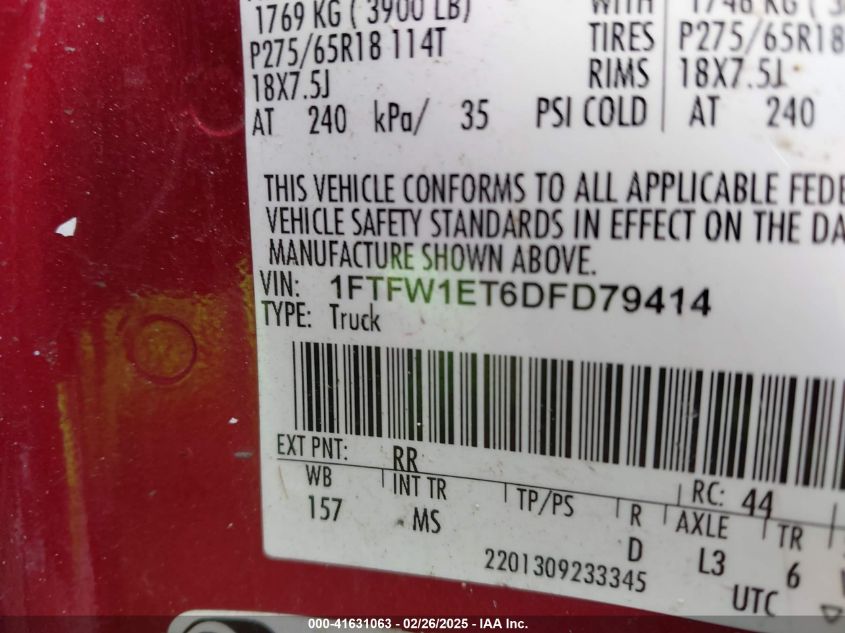 1769 KG ( 3900 LB) WITH 1748 KG (
P275/65R18 114T TIRES P275/65R18
18X7.5J RIMS 18X7.5J
AT 240 kPa/ 35 PSI COLD AT 240
THIS VEHICLE CONFORMS TO ALL APPLICABLE FEDE
VEHICLE SAFETY STANDARDS IN EFFECT ON THE DA
MANUFACTURE SHOWN ABOVE.
VIN: 1FTFW1ET6DFD79414
TYPE: Truck
EXT PNT: RR RC: 44
WB INT TR TP/PS R AXLE TR
157 MS D L3 6
2201309233345 UTC
000-41631063 - 02/26/2025 - IAA Inc.